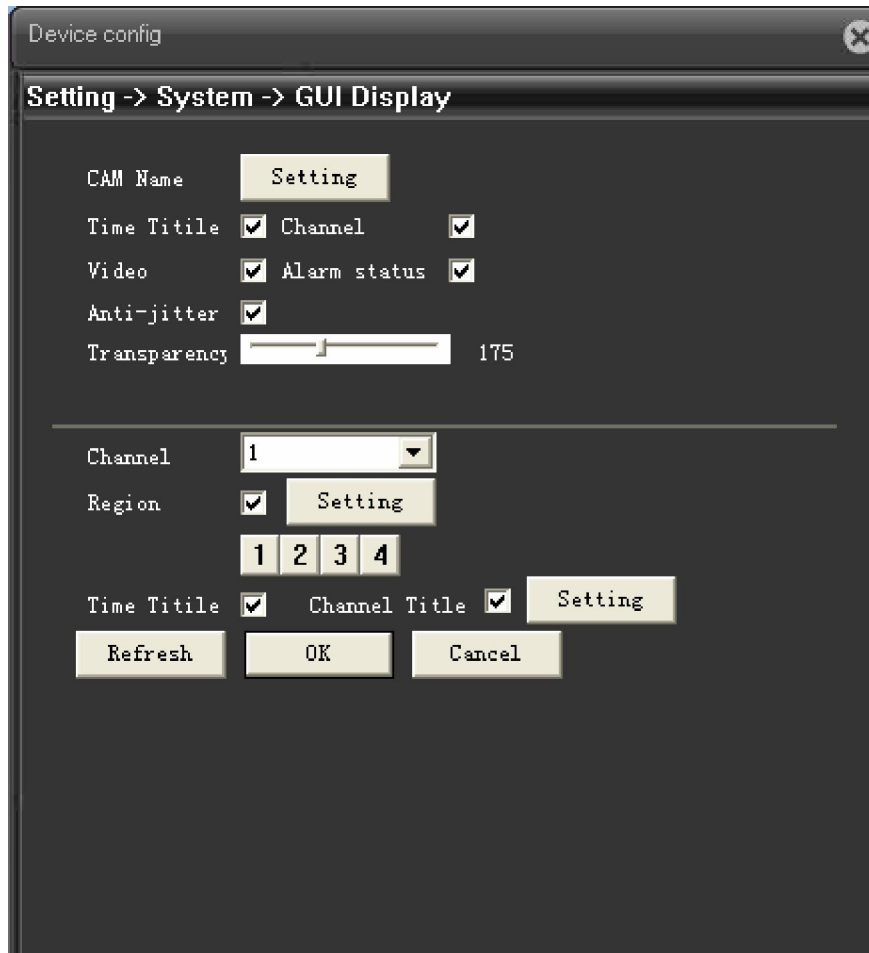 Device config
Setting -> System -> GUI Display
CAM Name Setting
Time Titile Channel
Video Alarm status
Anti-jitter
Transparency 175
Channel 1
Region Setting
1 2 3 4
Time Titile Channel Title Setting
Refresh OK Cancel